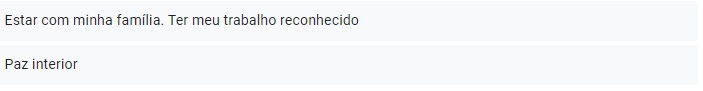 Estar com minha família. Ter meu trabalho reconhecido
Paz interior